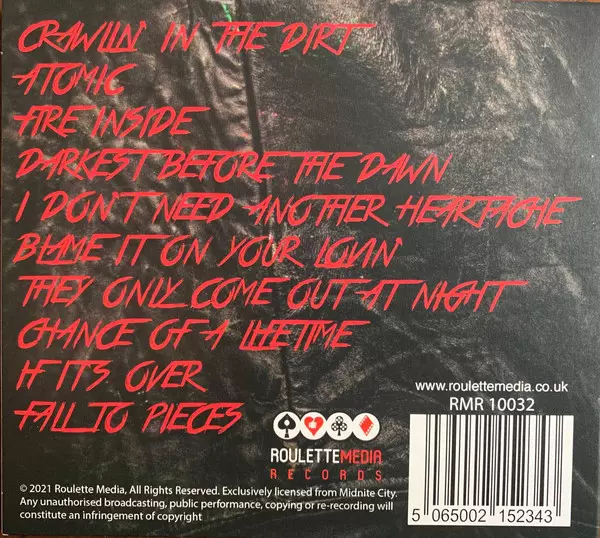 CRAWLIN' IN THE DIRT
ATOMIC
FIRE INSIDE
DARKEST BEFORE THE DAWN
I DON'T NEED ANOTHER HEARTACHE
BLAME IT ON YOUR LOVIN'
THEY ONLY COME OUT AT NIGHT
CHANCE OF A LIFETIME
IF ITS OVER
FALL TO PIECES
www.roulettemedia.co.uk
RMR 10032
ROULETTEMEDIA
RECORDS
© 2021 Roulette Media, All Rights Reserved. Exclusively licensed from Midnite City.
Any unauthorised broadcasting, public performance, copying or re-recording will
constitute an infringement of copyright
5 065002 152343